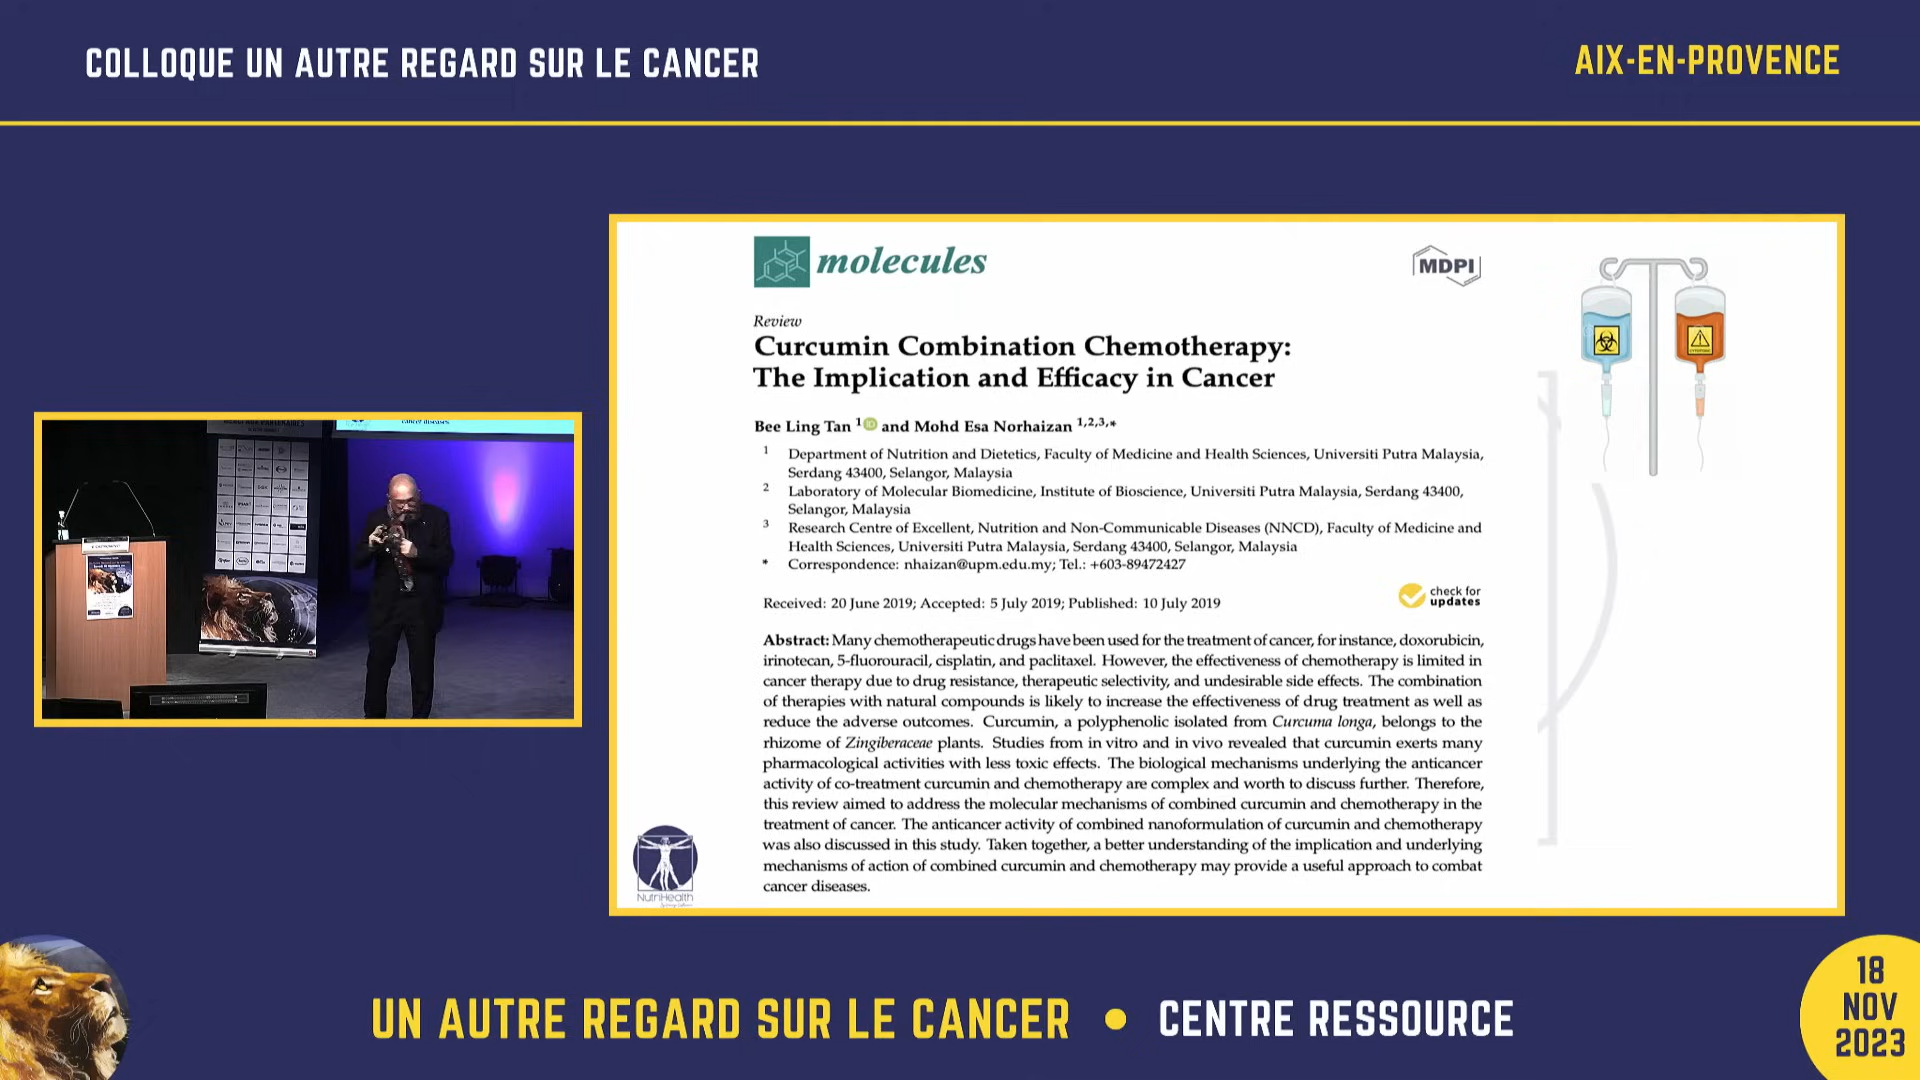 COLLOQUE UN AUTRE REGARD SUR LE CANCER
AIX-EN-PROVENCE
molecules
MDPI
Review
Curcumin Combination Chemotherapy:
The Implication and Efficacy in Cancer
Bee Ling Tan 1 iD and Mohd Esa Norhaizan 1,2,3,*
1 Department of Nutrition and Dietetics, Faculty of Medicine and Health Sciences, Universiti Putra Malaysia,
Serdang 43400, Selangor, Malaysia
2 Laboratory of Molecular Biomedicine, Institute of Bioscience, Universiti Putra Malaysia, Serdang 43400,
Selangor, Malaysia
3 Research Centre of Excellent, Nutrition and Non-Communicable Diseases (NNCD), Faculty of Medicine and
Health Sciences, Universiti Putra Malaysia, Serdang 43400, Selangor, Malaysia
* Correspondence: nhaizan@upm.edu.my; Tel.: +603-89472427
Received: 20 June 2019; Accepted: 5 July 2019; Published: 10 July 2019
check for
updates
Abstract: Many chemotherapeutic drugs have been used for the treatment of cancer, for instance, doxorubicin,
irinotecan, 5-fluorouracil, cisplatin, and paclitaxel. However, the effectiveness of chemotherapy is limited in
cancer therapy due to drug resistance, therapeutic selectivity, and undesirable side effects. The combination
of therapies with natural compounds is likely to increase the effectiveness of drug treatment as well as
reduce the adverse outcomes. Curcumin, a polyphenolic isolated from Curcuma longa, belongs to the
rhizome of Zingiberaceae plants. Studies from in vitro and in vivo revealed that curcumin exerts many
pharmacological activities with less toxic effects. The biological mechanisms underlying the anticancer
activity of co-treatment curcumin and chemotherapy are complex and worth to discuss further. Therefore,
this review aimed to address the molecular mechanisms of combined curcumin and chemotherapy in the
treatment of cancer. The anticancer activity of combined nanoformulation of curcumin and chemotherapy
was also discussed in this study. Taken together, a better understanding of the implication and underlying
mechanisms of action of combined curcumin and chemotherapy may provide a useful approach to combat
cancer diseases.
cancer diseases.
NutriHealth
UN AUTRE REGARD SUR LE CANCER • CENTRE RESSOURCE
18
NOV
2023